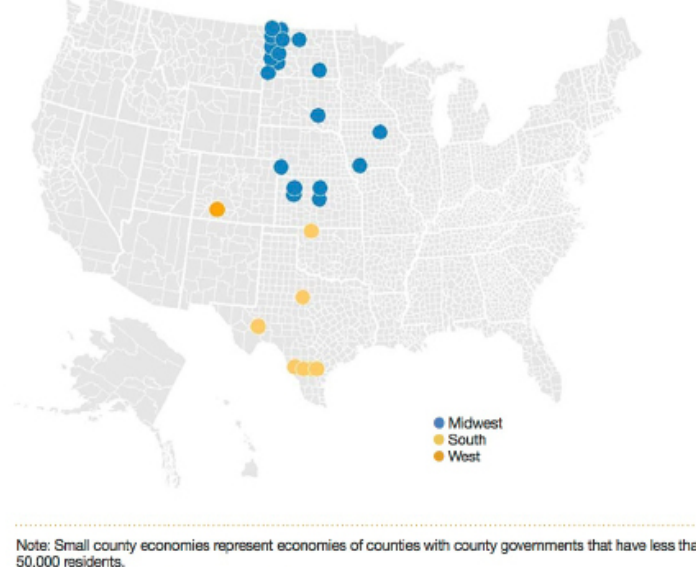 Midwest
South
West
Note: Small county economies represent economies of counties with county governments that have less tha
50,000 residents.